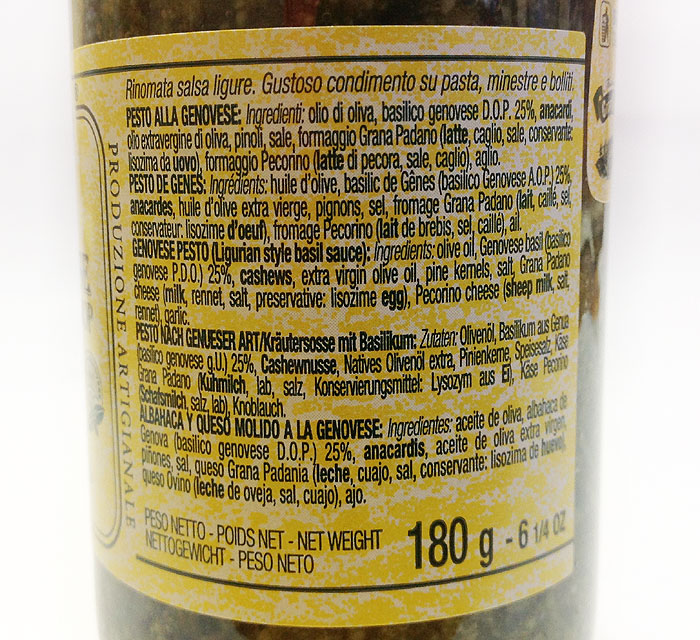 Rinomata salsa ligure. Gustoso condimento su pasta, minestre e bolliti.
PESTO ALLA GENOVESE: Ingredienti: olio di oliva, basilico genovese D.O.P. 25%, anacardi,
olio extravergine di oliva, pinoli, sale, formaggio Grana Padano (latte, caglio, sale, conservante:
lisozima da uovo), formaggio Pecorino (latte di pecora, sale, caglio), aglio.
PESTO DE GÊNES: Ingrédients: huile d'olive, basilic de Gênes (basilico Genovese A.O.P.) 25%,
anacardes, huile d'olive extra vierge, pignons, sel, fromage Grana Padano (lait, caillé, sel,
conservateur: lisozime d'oeuf), fromage Pecorino (lait de brebis, sel, caillé), ail.
GENOVESE PESTO (Ligurian style basil sauce): Ingredients: olive oil, Genovese basil (basilico
genovese P.D.O.) 25%, cashews, extra virgin olive oil, pine kernels, salt, Grana Padano
cheese (milk, rennet, salt, preservative: lisozime egg), Pecorino cheese (sheep milk, salt,
rennet), garlic.
PESTO NACH GENUESER ART/Kräutersosse mit Basilikum: Zutaten: Olivenöl, Basilikum aus Genua
(basilico genovese g.U.) 25%, Cashewnusse, Natives Olivenöl extra, Pinienkerne, Speisesalz, Käse
Grana Padano (Kühmilch, lab, salz, Konservierungsmittel: Lysozym aus Ei), Käse Pecorino
(Schafsmilch, salz, lab), Knoblauch.
ALBAHACA Y QUESO MOLIDO A LA GENOVESE: Ingredientes: aceite de oliva, albahaca de
Genova (basilico genovese D.O.P.) 25%, anacardis, aceite de oliva extra virgen,
piñones, sal, queso Grana Padania (leche, cuajo, sal, conservante: lisozima de huevo),
queso Ovino (leche de oveja, sal, cuajo), ajo.
PESO NETTO - POIDS NET - NET WEIGHT
NETTOGEWICHT - PESO NETO
180 g - 6 1/4 OZ
PRODUZIONE ARTIGIANALE